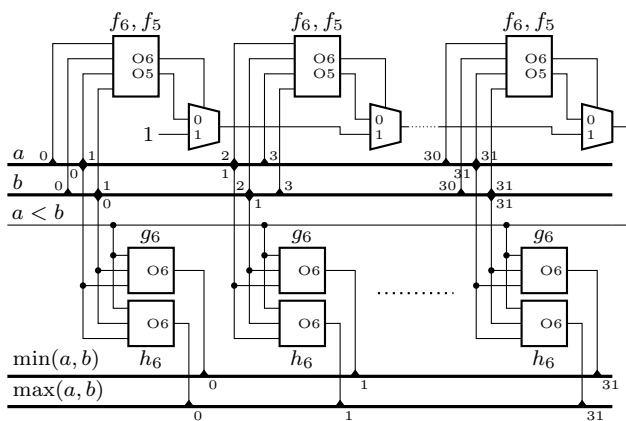 f₆, f₅ f₆, f₅ f₆, f₅
O6 O6 O6
O5 O5 O5
0 0 0
1 1 1 1
a 0 1 2 3 30 31
0 1 31
b 0 1 2 3 30 31
0 1 31
a < b
g₆ g₆ g₆
O6 O6 O6
O6 O6 O6
h₆ h₆ h₆
min(a, b)
0 1 31
max(a, b)
0 1 31